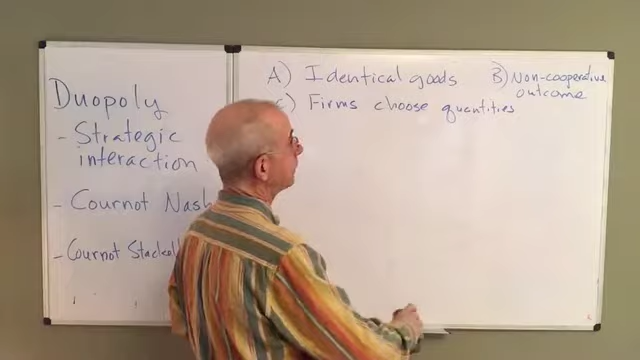 Duopoly
- Strategic
interaction
- Cournot Nash
- Cournot Stackel
A) Identical goods
B) Non-cooperative
outcome
C) Firms choose quantities